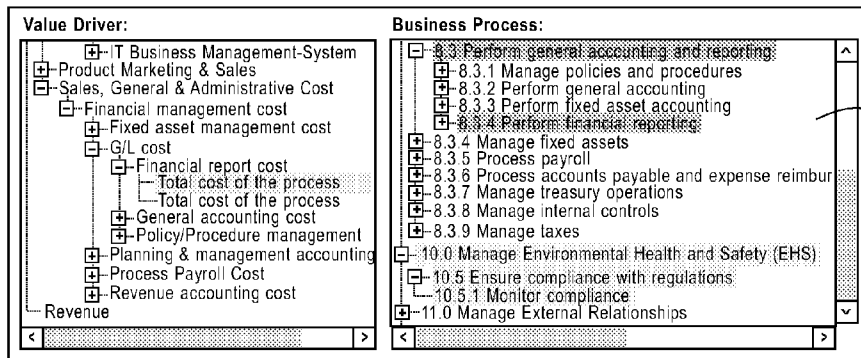 Value Driver:
IT Business Management-System
Product Marketing & Sales
Sales, General & Administrative Cost
Financial management cost
Fixed asset management cost
G/L cost
Financial report cost
Total cost of the process
Total cost of the process
General accounting cost
Policy/Procedure management
Planning & management accounting
Process Payroll Cost
Revenue accounting cost
Revenue
Business Process:
8.3 Perform general accounting and reporting
8.3.1 Manage policies and procedures
8.3.2 Perform general accounting
8.3.3 Perform fixed asset accounting
8.3.4 Perform financial reporting
8.3.4 Manage fixed assets
8.3.5 Process payroll
8.3.6 Process accounts payable and expense reimbur
8.3.7 Manage treasury operations
8.3.8 Manage internal controls
8.3.9 Manage taxes
10.0 Manage Environmental Health and Safety (EHS)
10.5 Ensure compliance with regulations
10.5.1 Monitor compliance
11.0 Manage External Relationships